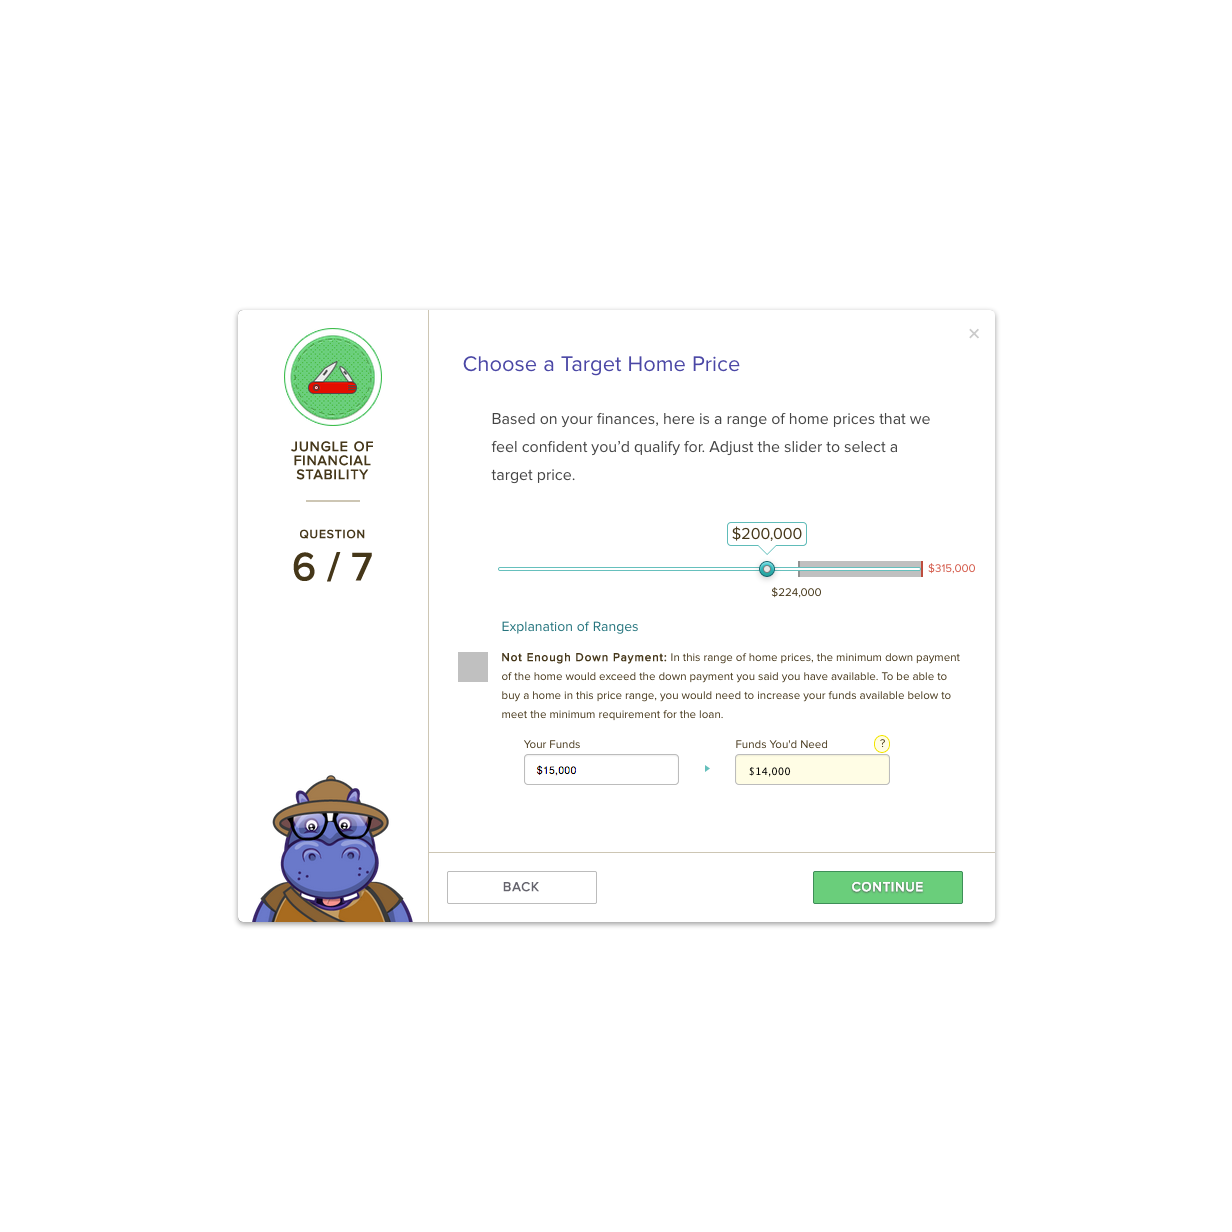 JUNGLE OF
FINANCIAL
STABILITY
QUESTION
6 / 7
×
Choose a Target Home Price
Based on your finances, here is a range of home prices that we
feel confident you’d qualify for. Adjust the slider to select a
target price.
$200,000
$315,000
$224,000
Explanation of Ranges
Not Enough Down Payment: In this range of home prices, the minimum down payment
of the home would exceed the down payment you said you have available. To be able to
buy a home in this price range, you would need to increase your funds available below to
meet the minimum requirement for the loan.
Your Funds
Funds You'd Need ?
$15,000
$14,000
BACK
CONTINUE